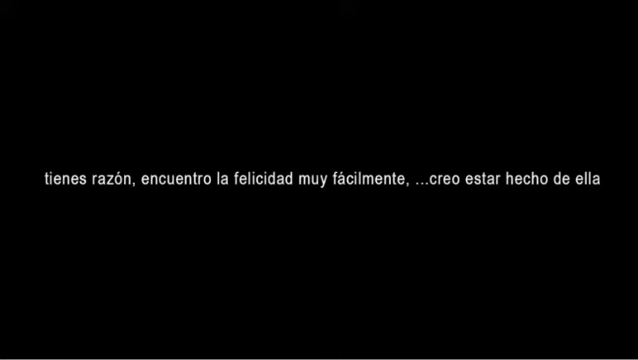 tienes razón, encuentro la felicidad muy fácilmente, ...creo estar hecho de ella